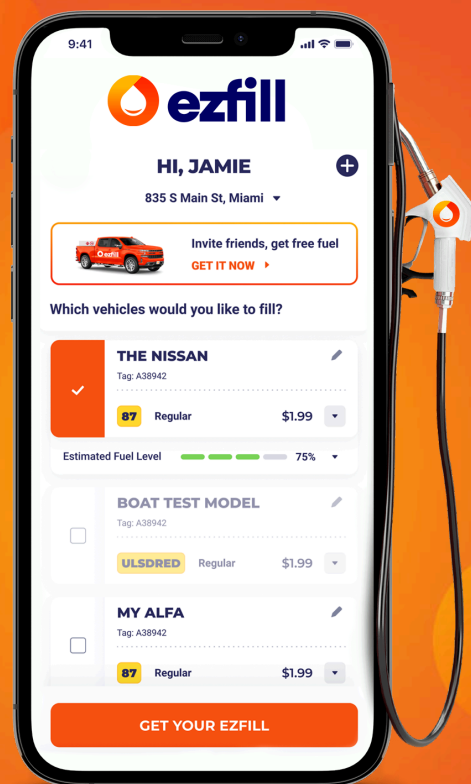 9:41
ezfill
HI, JAMIE
835 S Main St, Miami
Invite friends, get free fuel
GET IT NOW
Which vehicles would you like to fill?
THE NISSAN
Tag: A38942
87 Regular $1.99
Estimated Fuel Level 75%
BOAT TEST MODEL
Tag: A38942
ULSDRED Regular $1.99
MY ALFA
Tag: A38942
87 Regular $1.99
GET YOUR EZFILL